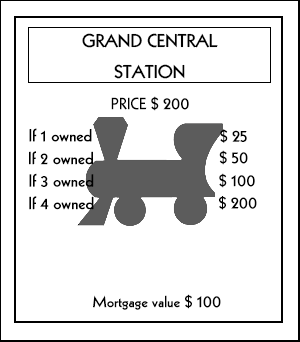 GRAND CENTRAL
STATION
PRICE $ 200
If 1 owned $ 25
If 2 owned $ 50
If 3 owned $ 100
If 4 owned $ 200
Mortgage value $ 100